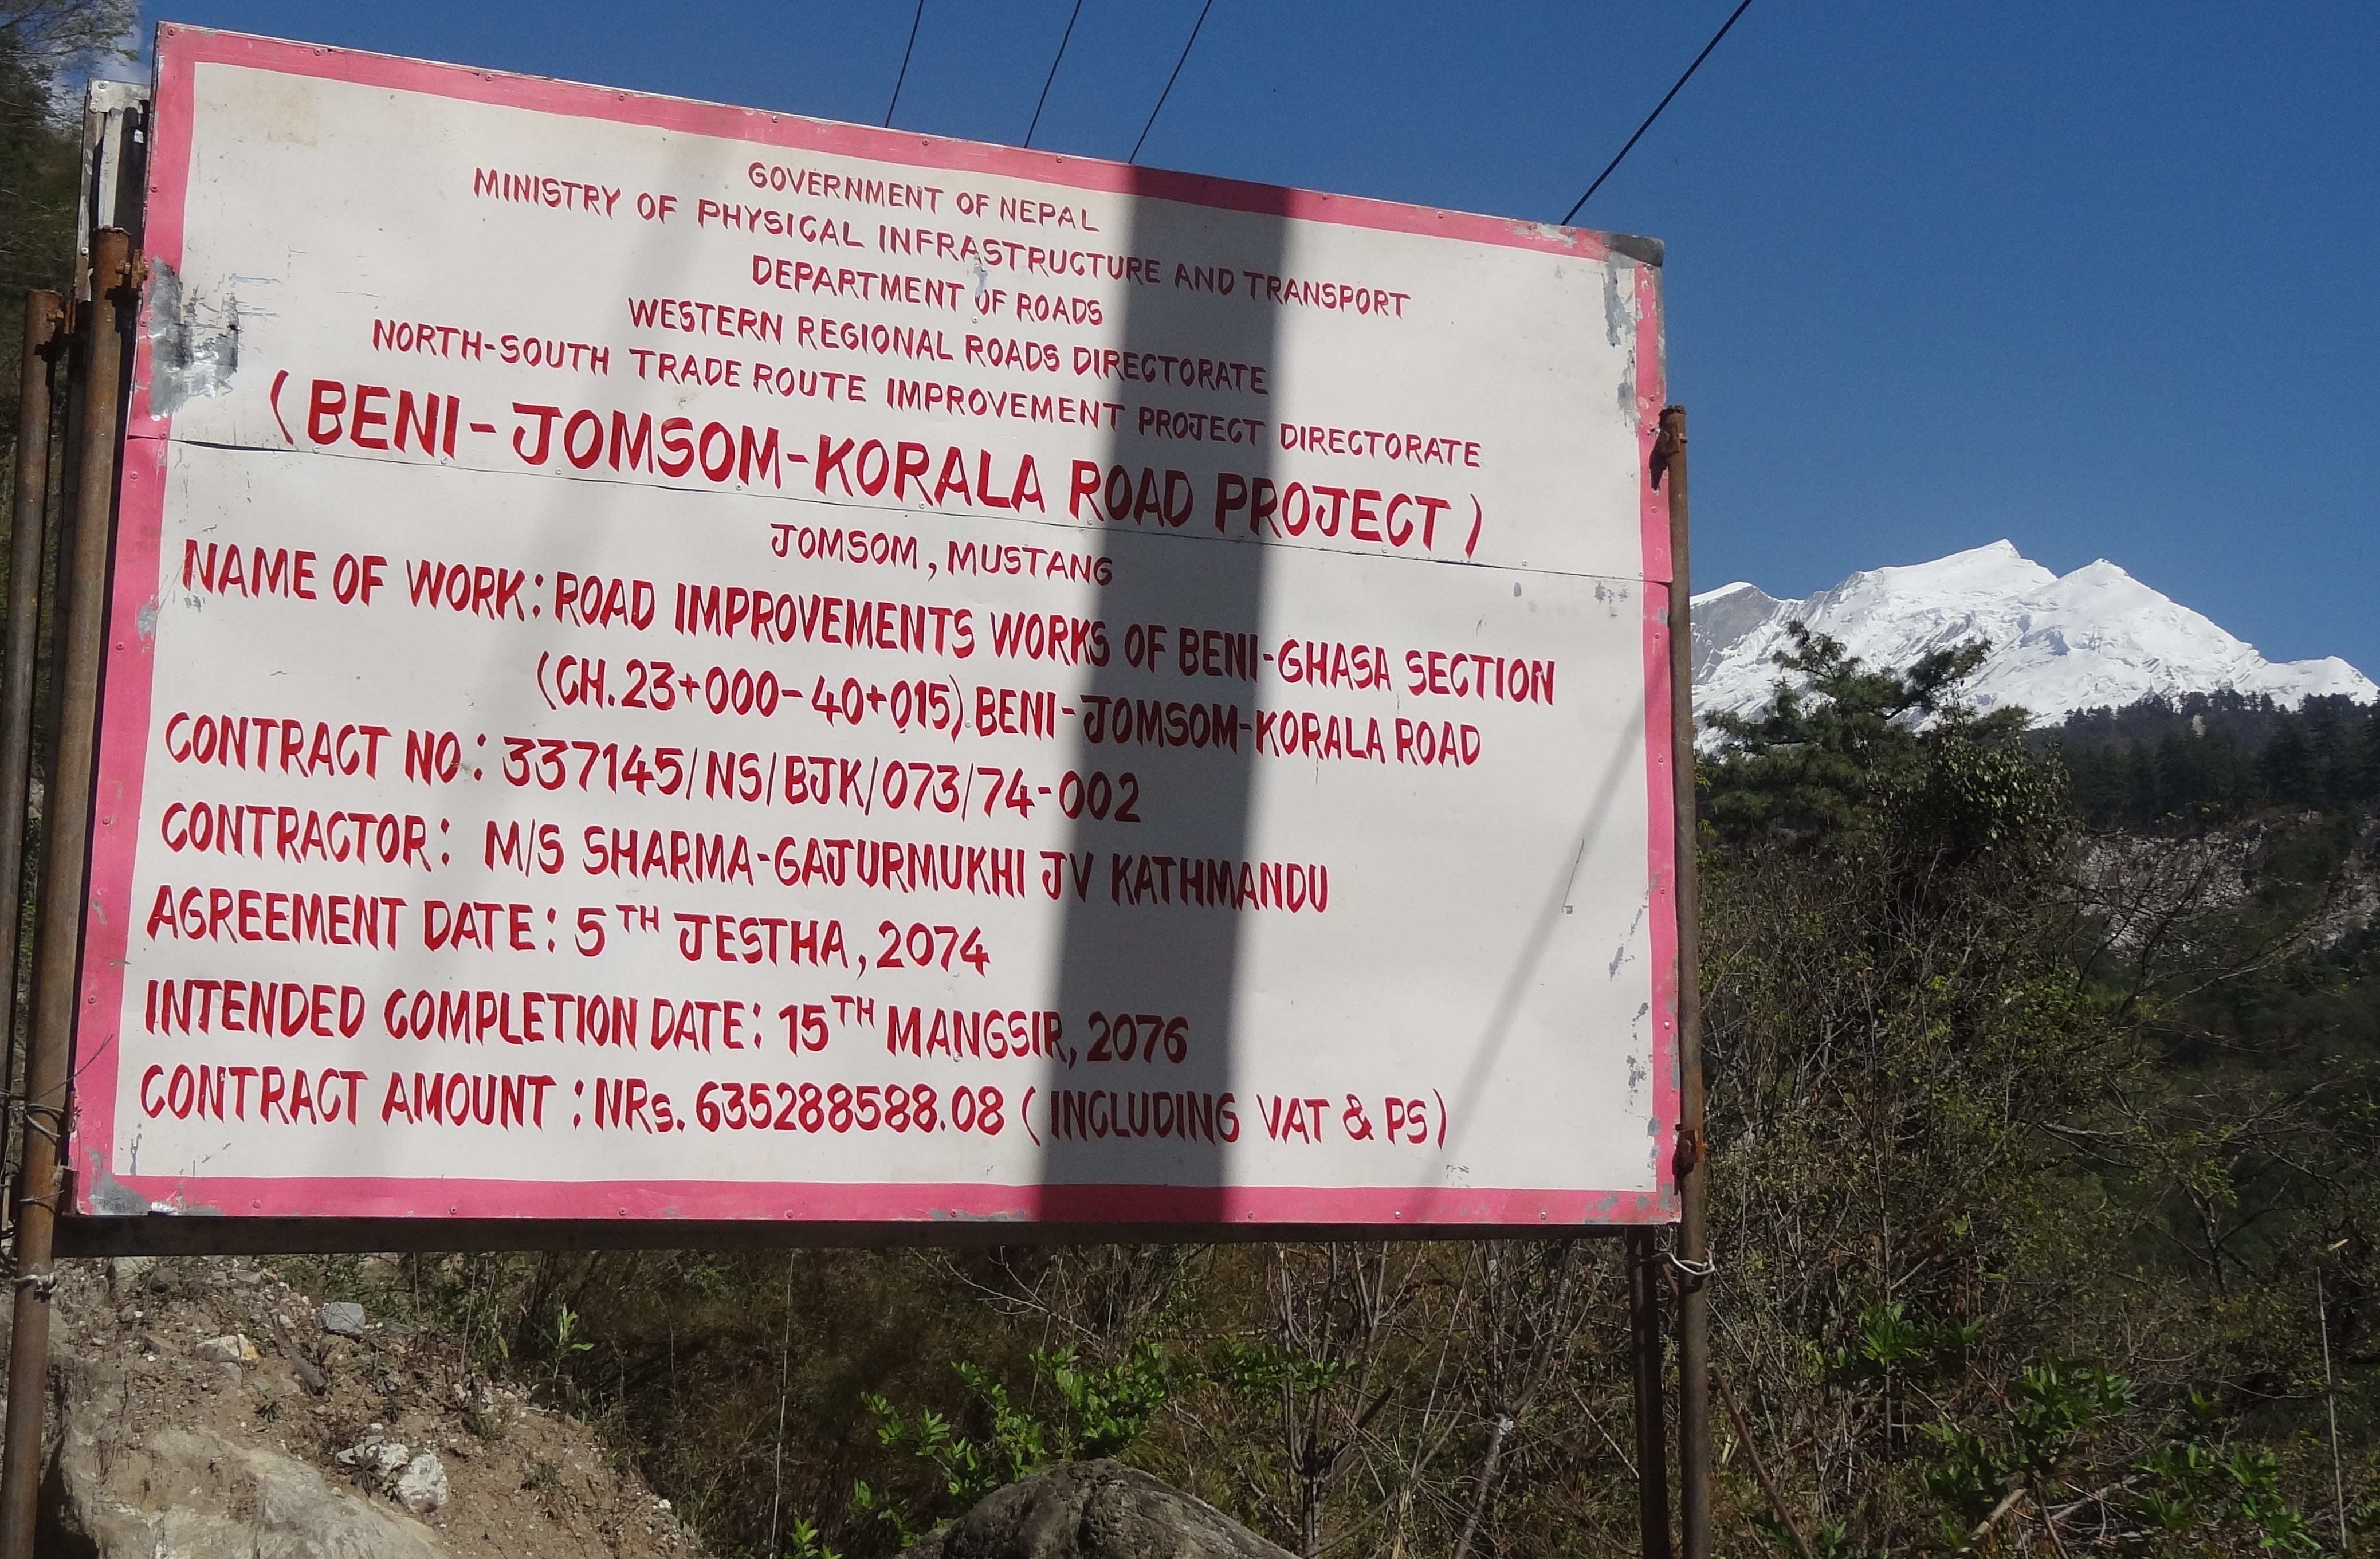 GOVERNMENT OF NEPAL
MINISTRY OF PHYSICAL INFRASTRUCTURE AND TRANSPORT
DEPARTMENT OF ROADS
WESTERN REGIONAL ROADS DIRECTORATE
NORTH-SOUTH TRADE ROUTE IMPROVEMENT PROJECT DIRECTORATE
(BENI-JOMSOM-KORALA ROAD PROJECT)
JOMSOM, MUSTANG
NAME OF WORK: ROAD IMPROVEMENTS WORKS OF BENI-GHASA SECTION
(CH.23+000-40+015) BENI-JOMSOM-KORALA ROAD
CONTRACT NO: 337145/NS/BJK/073/74-002
CONTRACTOR: M/S SHARMA-GAJURMUKHI JV KATHMANDU
AGREEMENT DATE: 5TH JESTHA, 2074
INTENDED COMPLETION DATE: 15TH MANGSIR, 2076
CONTRACT AMOUNT : NRs. 635288588.08 (INCLUDING VAT & PS)